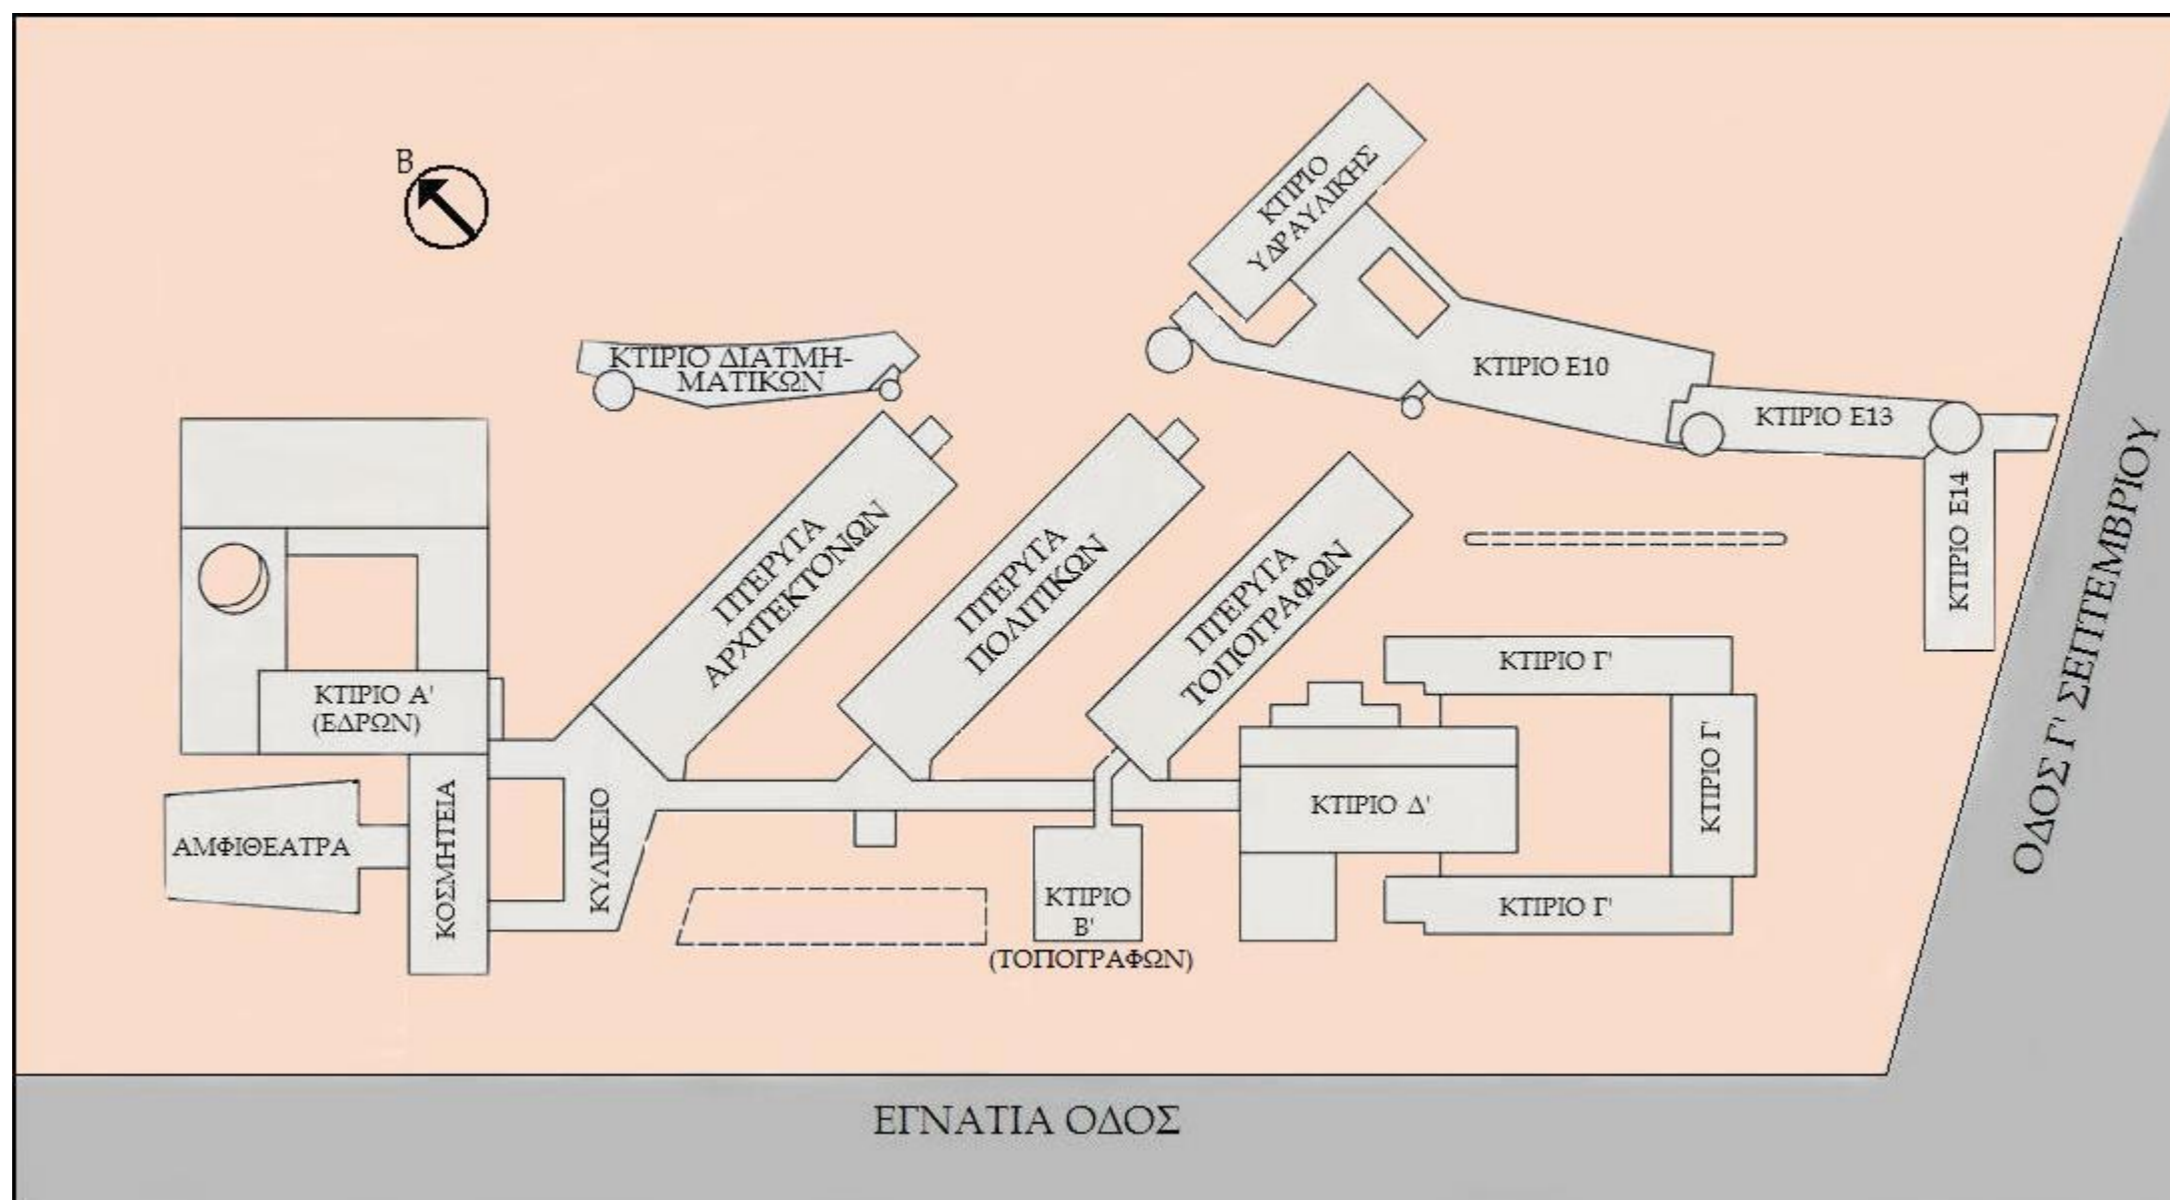 Β
ΚΤΙΡΙΟ
ΥΔΡΑΥΛΙΚΗΣ
ΚΤΙΡΙΟ ΔΙΑΤΜΗ-
ΜΑΤΙΚΩΝ
ΚΤΙΡΙΟ Ε10
ΚΤΙΡΙΟ Ε13
ΚΤΙΡΙΟ Ε14
ΠΤΕΡΥΓΑ
ΑΡΧΙΤΕΚΤΟΝΩΝ
ΠΤΕΡΥΓΑ
ΠΟΛΙΤΙΚΩΝ
ΠΤΕΡΥΓΑ
ΤΟΠΟΓΡΑΦΩΝ
ΚΤΙΡΙΟ Α'
(ΕΔΡΩΝ)
ΚΤΙΡΙΟ Γ'
ΚΤΙΡΙΟ Γ'
ΚΤΙΡΙΟ Γ'
ΚΤΙΡΙΟ Δ'
ΑΜΦΙΘΕΑΤΡΑ
ΚΟΣΜΗΤΕΙΑ
ΚΥΛΙΚΕΙΟ
ΚΤΙΡΙΟ
Β'
(ΤΟΠΟΓΡΑΦΩΝ)
ΟΔΟΣ Γ' ΣΕΠΤΕΜΒΡΙΟΥ
ΕΓΝΑΤΙΑ ΟΔΟΣ